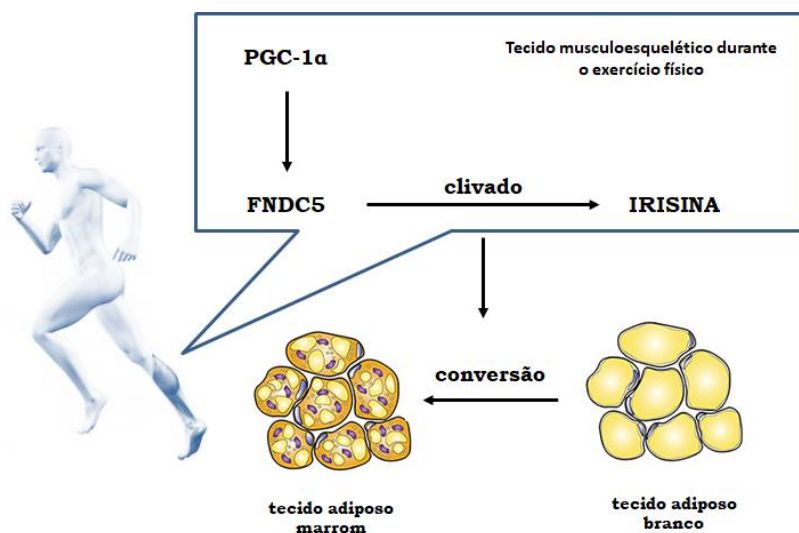 PGC-1α
Tecido musculoesquelético durante
o exercício físico
FNDC5
clivado
IRISINA
conversão
tecido adiposo
marrom
tecido adiposo
branco